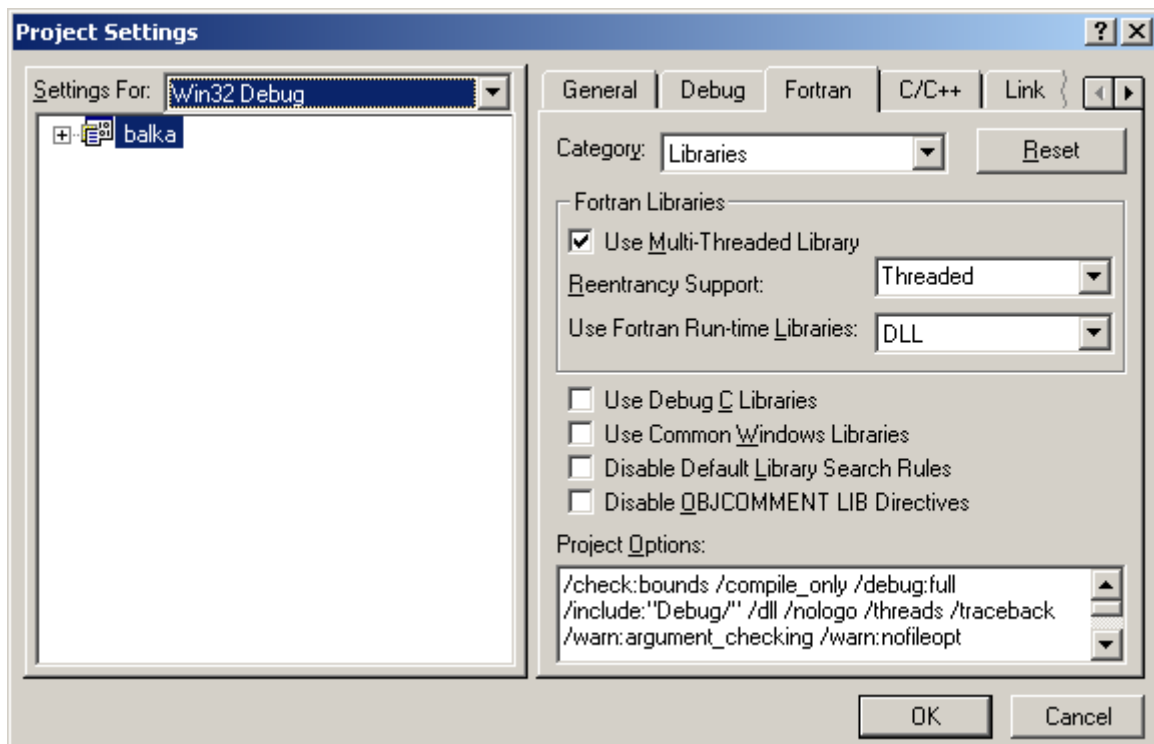 Project Settings
Settings For: Win32 Debug
balka
General Debug Fortran C/C++ Link
Category: Libraries Reset
Fortran Libraries
Use Multi-Threaded Library
Reentrancy Support: Threaded
Use Fortran Run-time Libraries: DLL
Use Debug C Libraries
Use Common Windows Libraries
Disable Default Library Search Rules
Disable OBJCOMMENT LIB Directives
Project Options:
/check:bounds /compile_only /debug:full
/include:"Debug/" /dll /nologo /threads /traceback
/warn:argument_checking /warn:nofileopt
OK Cancel